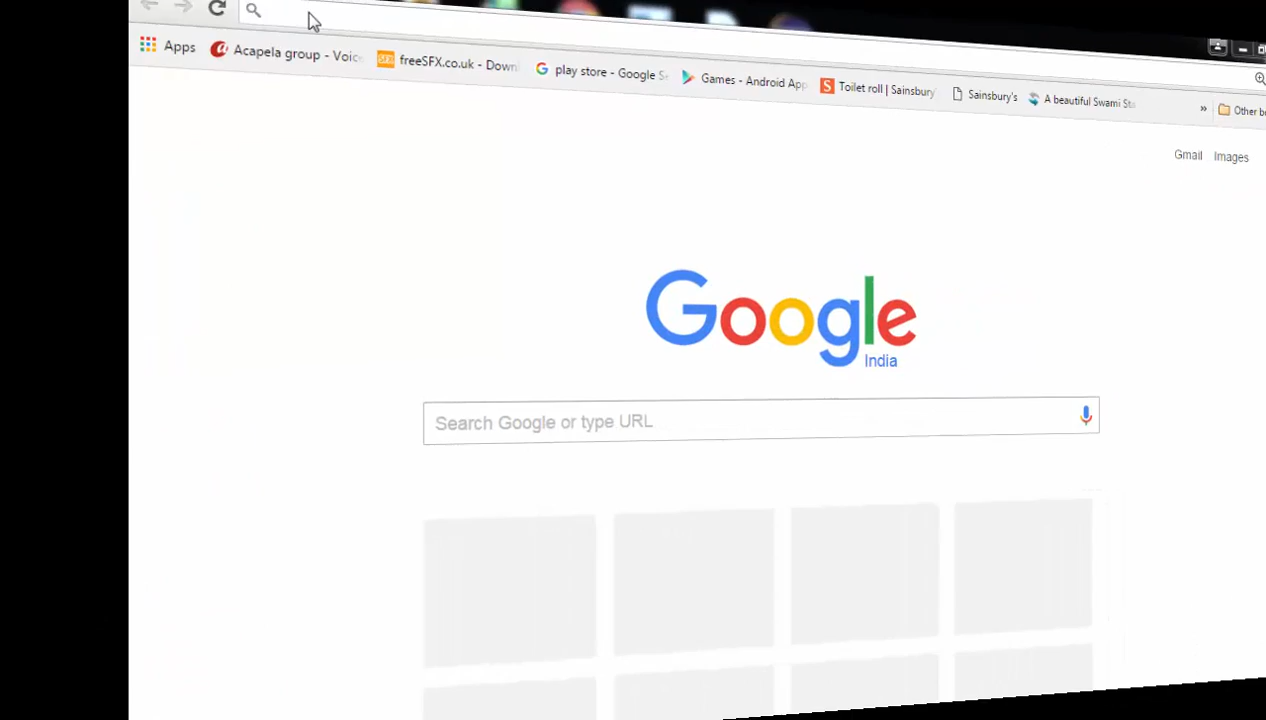 Apps Acapela group - Voic freeSFX.co.uk - Down play store - Google Se Games - Android App Toilet roll | Sainsbury' Sainsbury's A beautiful Swami Sta » Other b
Gmail Images
Google
India
Search Google or type URL